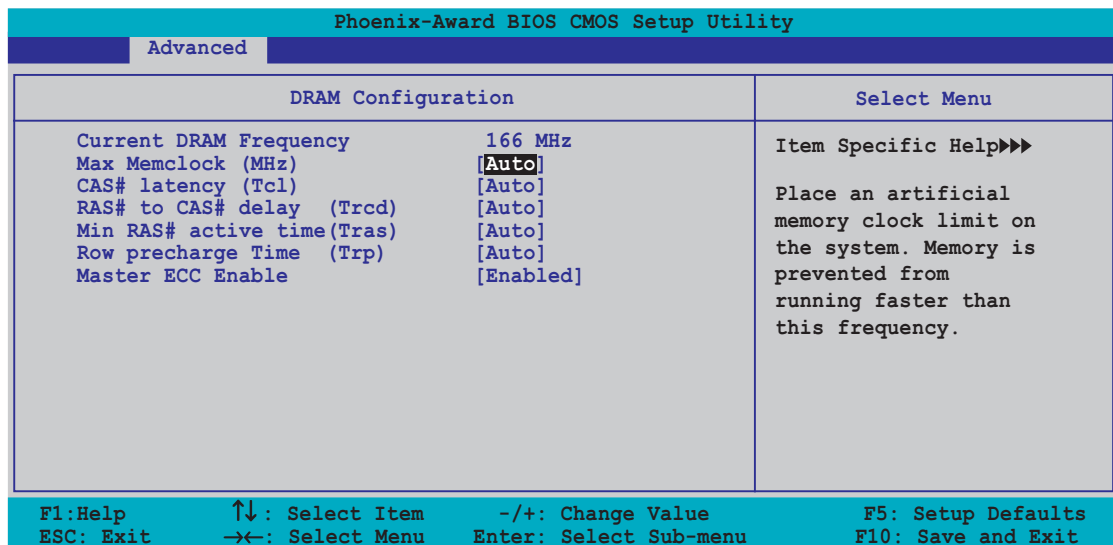 Phoenix-Award BIOS CMOS Setup Utility
Advanced
DRAM Configuration
Current DRAM Frequency 166 MHz
Max Memclock (MHz) [Auto]
CAS# latency (Tcl) [Auto]
RAS# to CAS# delay (Trcd) [Auto]
Min RAS# active time(Tras) [Auto]
Row precharge Time (Trp) [Auto]
Master ECC Enable [Enabled]
Select Menu
Item Specific Help▶▶▶
Place an artificial
memory clock limit on
the system. Memory is
prevented from
running faster than
this frequency.
F1:Help ↑↓: Select Item -/+: Change Value F5: Setup Defaults
ESC: Exit →←: Select Menu Enter: Select Sub-menu F10: Save and Exit